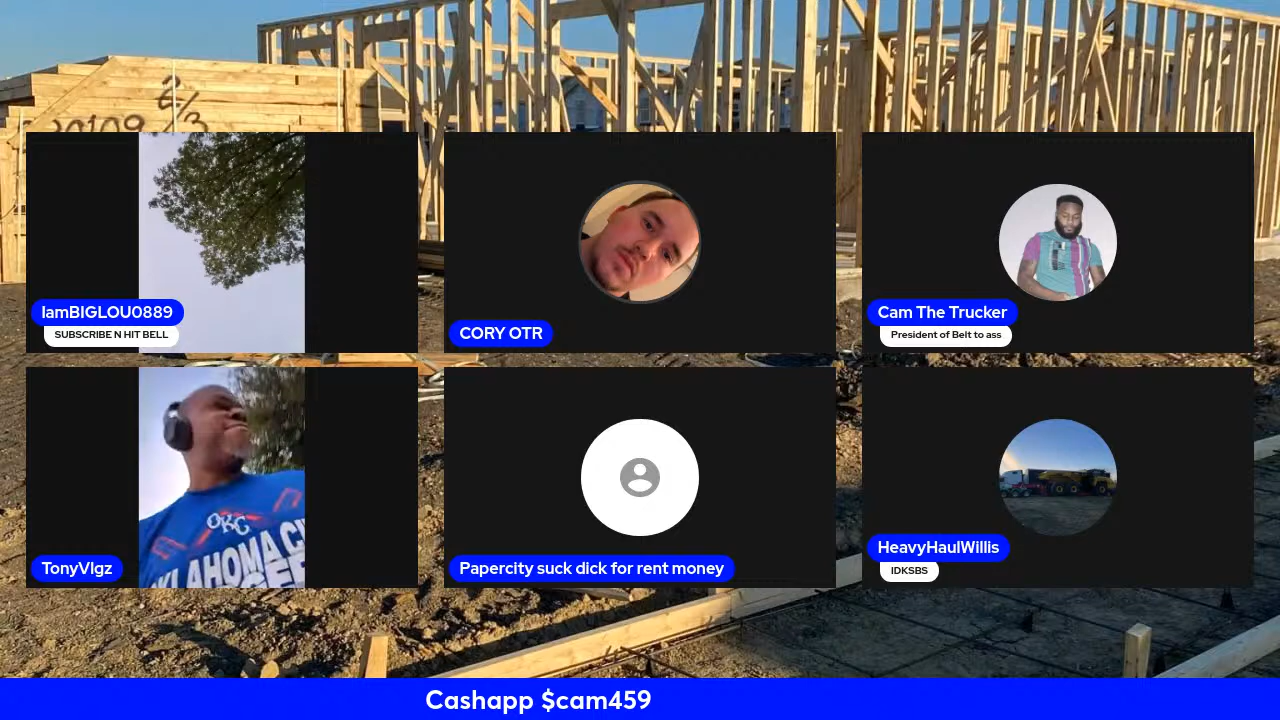 IamBIGLOU0889
SUBSCRIBE N HIT BELL
CORY OTR
Cam The Trucker
President of Belt to ass
TonyVlgz
OKC
Papercity suck dick for rent money
HeavyHaulWillis
IDKSBS
Cashapp $cam459